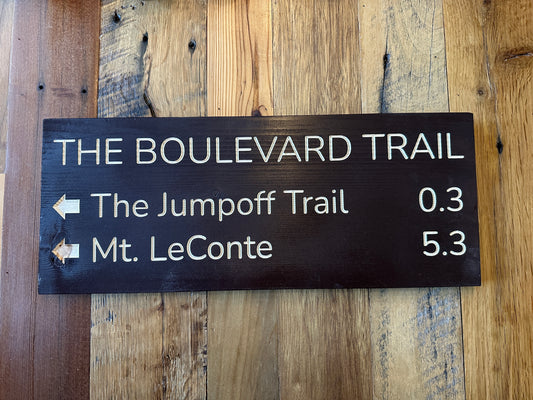 THE BOULEVARD TRAIL
The Jumpoff Trail 0.3
Mt. LeConte 5.3